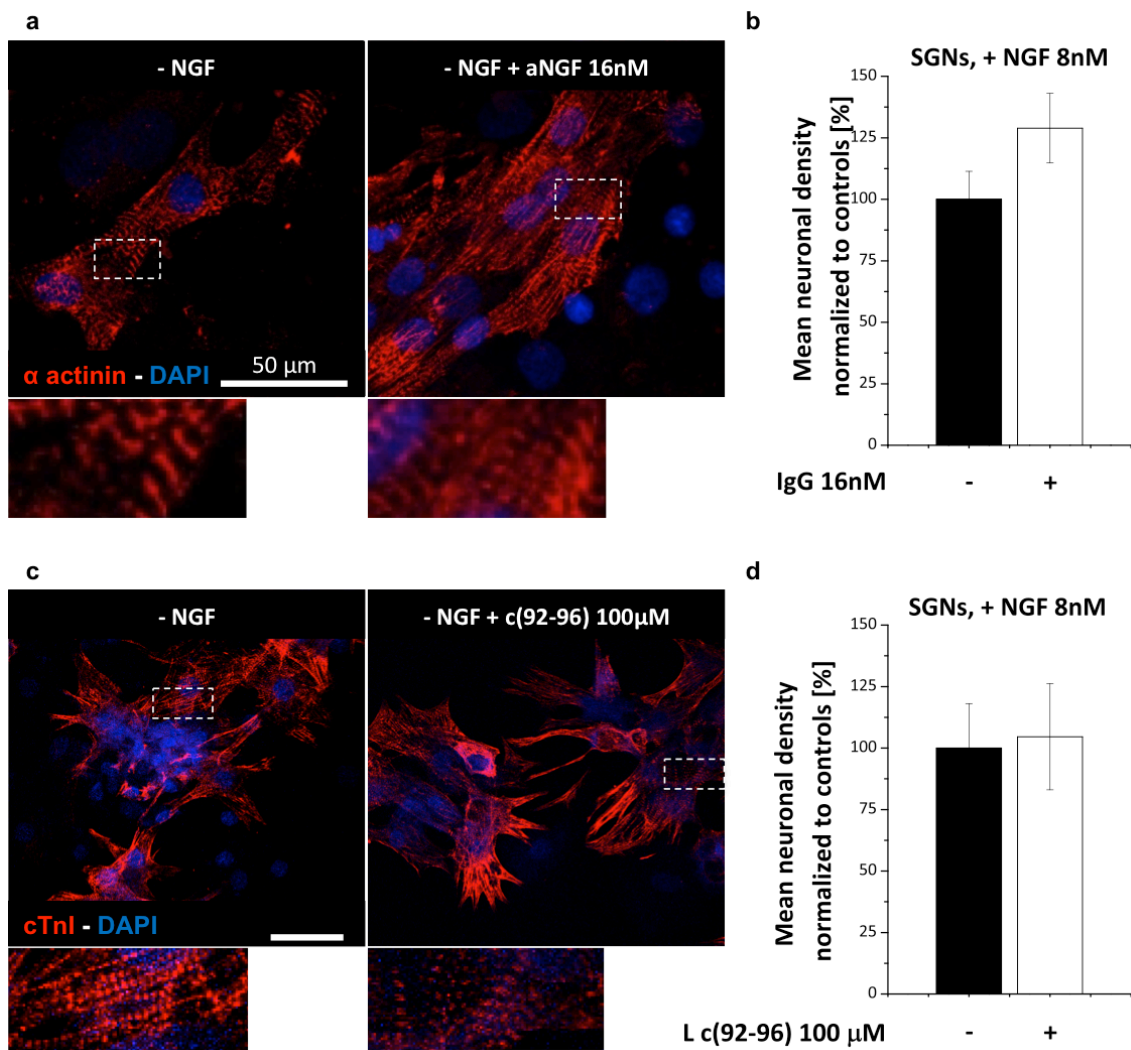 a
- NGF
- NGF + aNGF 16nM
α actinin - DAPI
50 µm
b
SGNs, + NGF 8nM
Mean neuronal density
normalized to controls [%]
150
125
100
75
50
25
0
IgG 16nM - +
c
- NGF
- NGF + c(92-96) 100µM
cTnI - DAPI
d
SGNs, + NGF 8nM
Mean neuronal density
normalized to controls [%]
150
125
100
75
50
25
0
L c(92-96) 100 µM - +